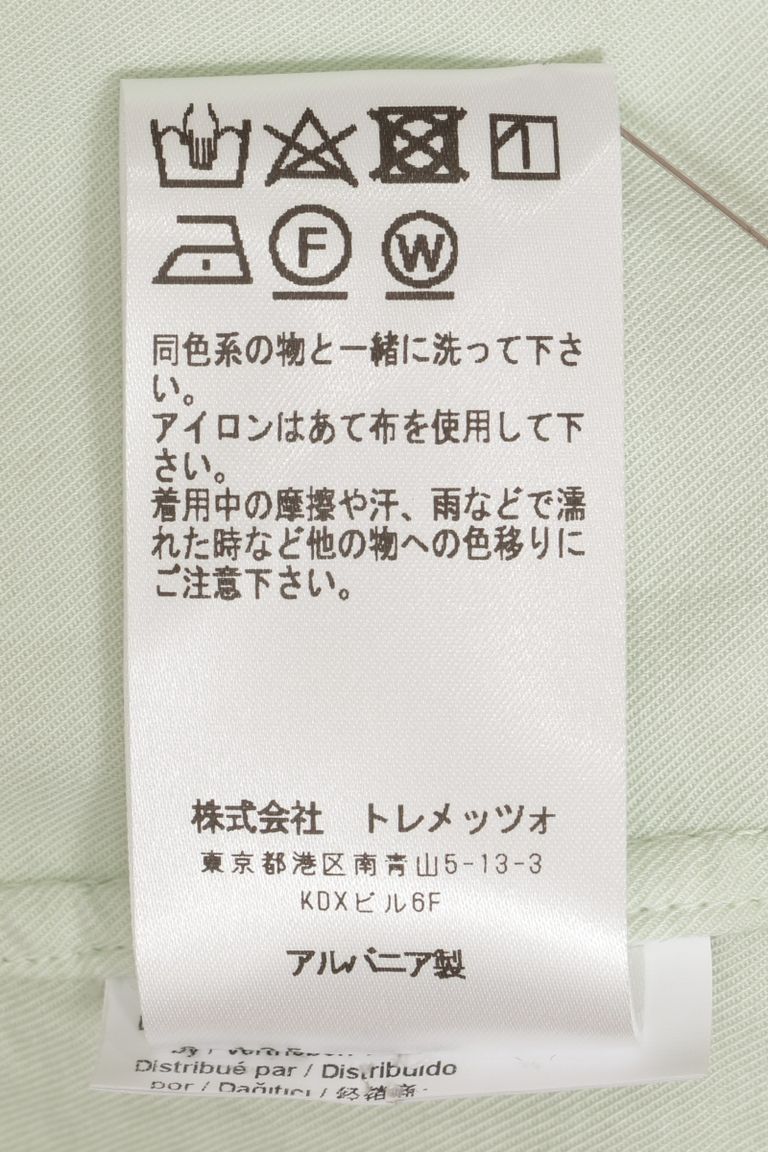 F W
同色系の物と一緒に洗って下さ
い。
アイロンはあて布を使用して下
さい。
着用中の摩擦や汗、雨などで濡
れた時など他の物への色移りに
ご注意下さい。
株式会社 トレメッツォ
東京都港区南青山5-13-3
KDXビル6F
アルバニア製
by / Vertrieben
Distribué par / Distribuido
por / Dağıtıcı /